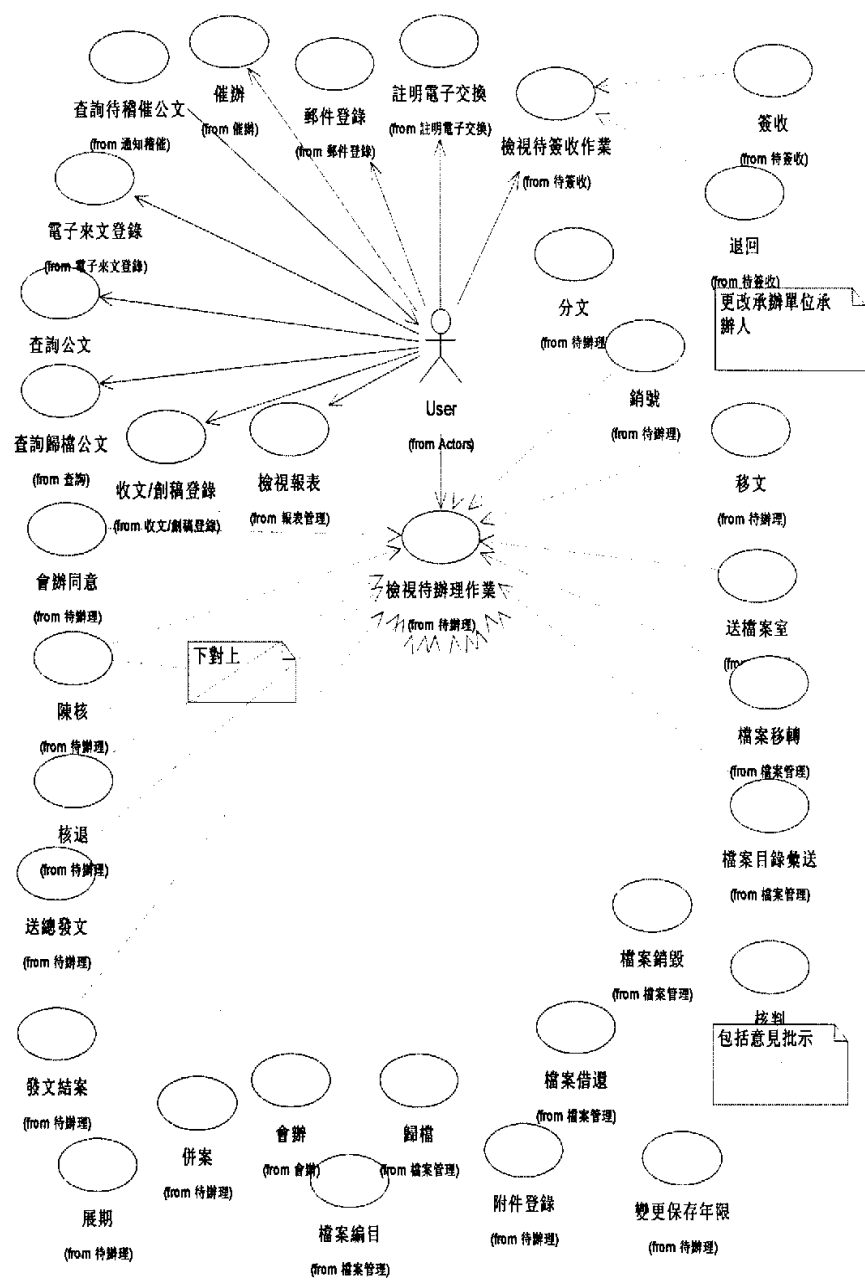 查詢待稽催公文
(from 通知稽催)
催辦
(from 催辦)
郵件登錄
(from 郵件登錄)
註明電子交換
(from 註明電子交換)
檢視待簽收作業
(from 待簽收)
簽收
(from 待簽收)
電子來文登錄
(from 電子來文登錄)
退回
(from 待簽收)
更改承辦單位承
辦人
分文
(from 待辦理
查詢公文
銷號
(from 待辦理)
User
(from Actors)
查詢歸檔公文
(from 查詢)
收文/創稿登錄
(from 收文/創稿登錄)
檢視報表
(from 報表管理)
移文
(from 待辦理)
會辦同意
(from 待辦理)
檢視待辦理作業
(from 待辦理)
送檔案室
下對上
陳核
(from 待辦理)
檔案移轉
(from 檔案管理)
核退
(from 待辦理)
檔案目錄彙送
(from 檔案管理)
送總發文
(from 待辦理)
檔案銷毀
(from 檔案管理)
核判
包括意見批示
發文結案
(from 待辦理)
檔案借還
(from 檔案管理)
併案
(from 待辦理)
會辦
(from 會辦)
歸檔
(from 檔案管理)
展期
(from 待辦理)
檔案編目
(from 檔案管理)
附件登錄
(from 待辦理)
變更保存年限
(from 待辦理)